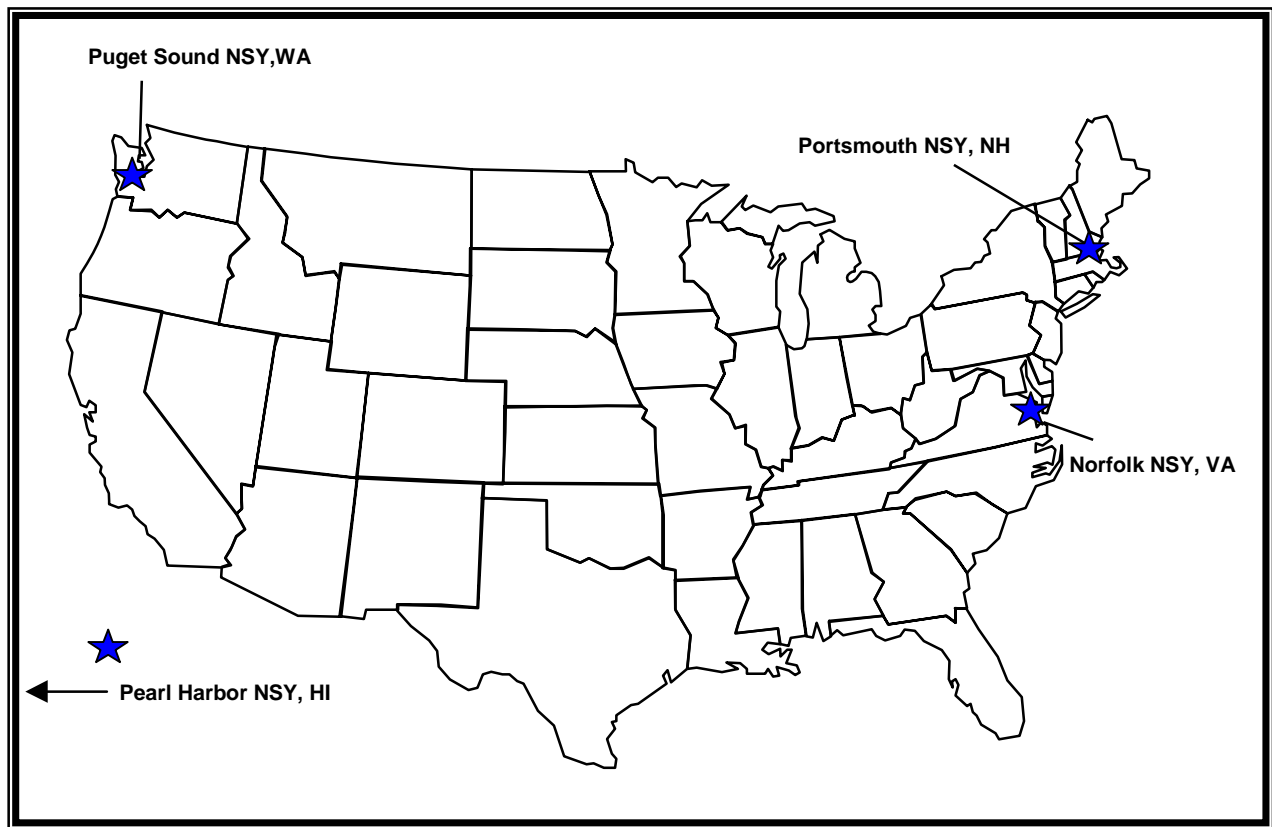 Puget Sound NSY,WA
Portsmouth NSY, NH
Norfolk NSY, VA
Pearl Harbor NSY, HI